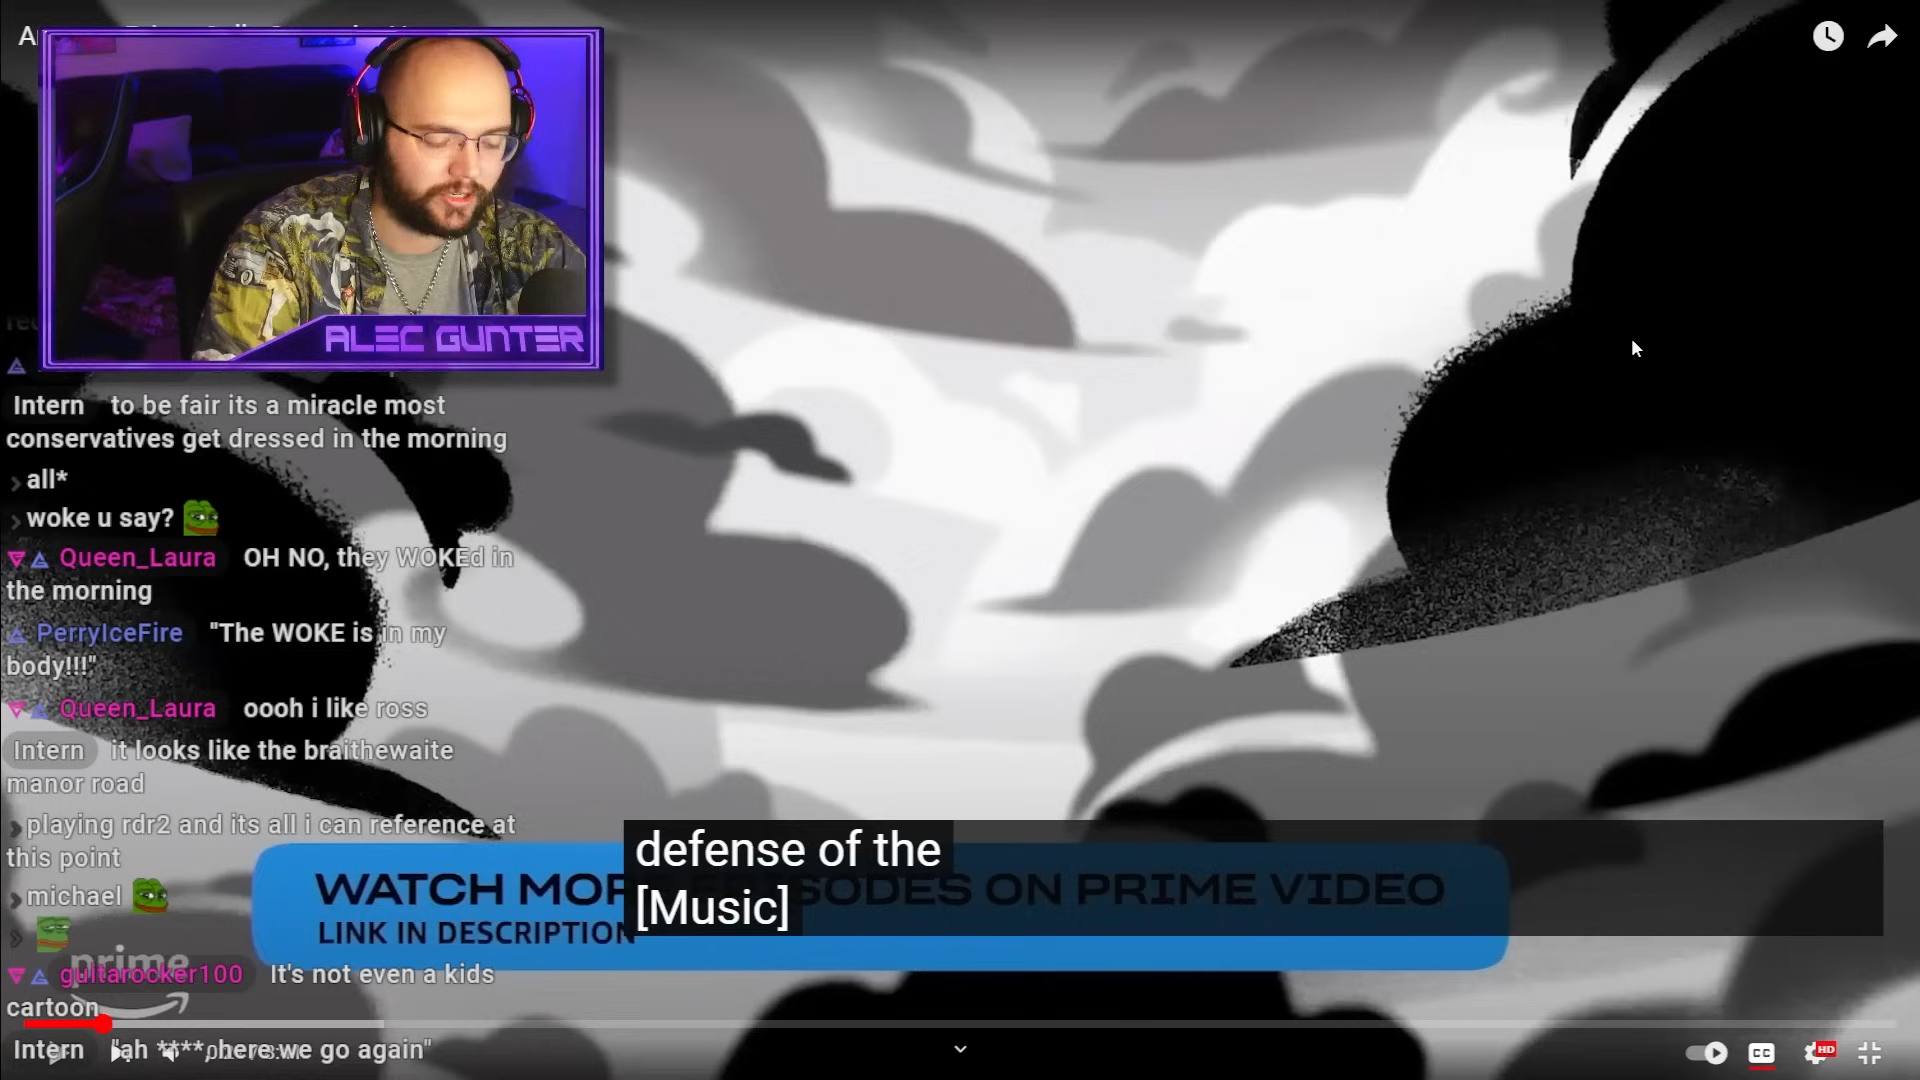 ALEC GUNTER
Intern to be fair its a miracle most
conservatives get dressed in the morning
all*
woke u say?
Queen_Laura OH NO, they WOKEd in
the morning
PerryIceFire "The WOKE is in my
body!!!"
Queen_Laura oooh i like ross
Intern it looks like the braithewaite
manor road
playing rdr2 and its all i can reference at
this point
michael
guitarocker100 It's not even a kids
cartoon
Intern "ah ****, here we go again"
defense of the
[Music]
WATCH MORE EPISODES ON PRIME VIDEO
LINK IN DESCRIPTION
prime
CC
HD